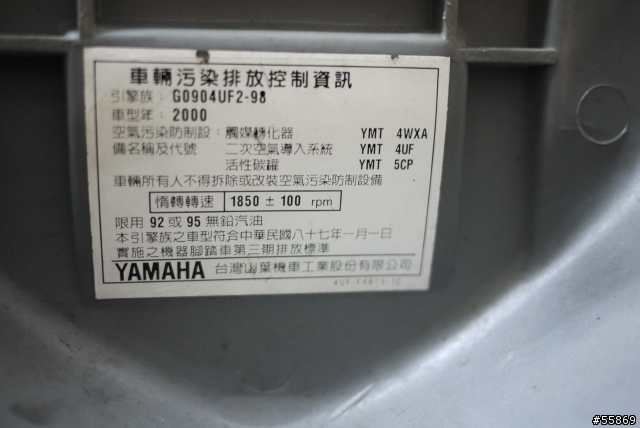 車輛污染排放控制資訊
引擎族: G0904UF2-98
車型年: 2000
空氣污染防制設: 觸媒轉化器 YMT 4WXA
備名稱及代號 二次空氣導入系統 YMT 4UF
活性碳罐 YMT 5CP
車輛所有人不得拆除或改裝空氣污染防制設備
惰轉轉速 1850 ± 100 rpm
限用 92 或 95 無鉛汽油
本引擎族之車型符合中華民國八十七年一月一日
實施之機器腳踏車第三期排放標準
YAMAHA 台灣山葉機車工業股份有限公司
#55869